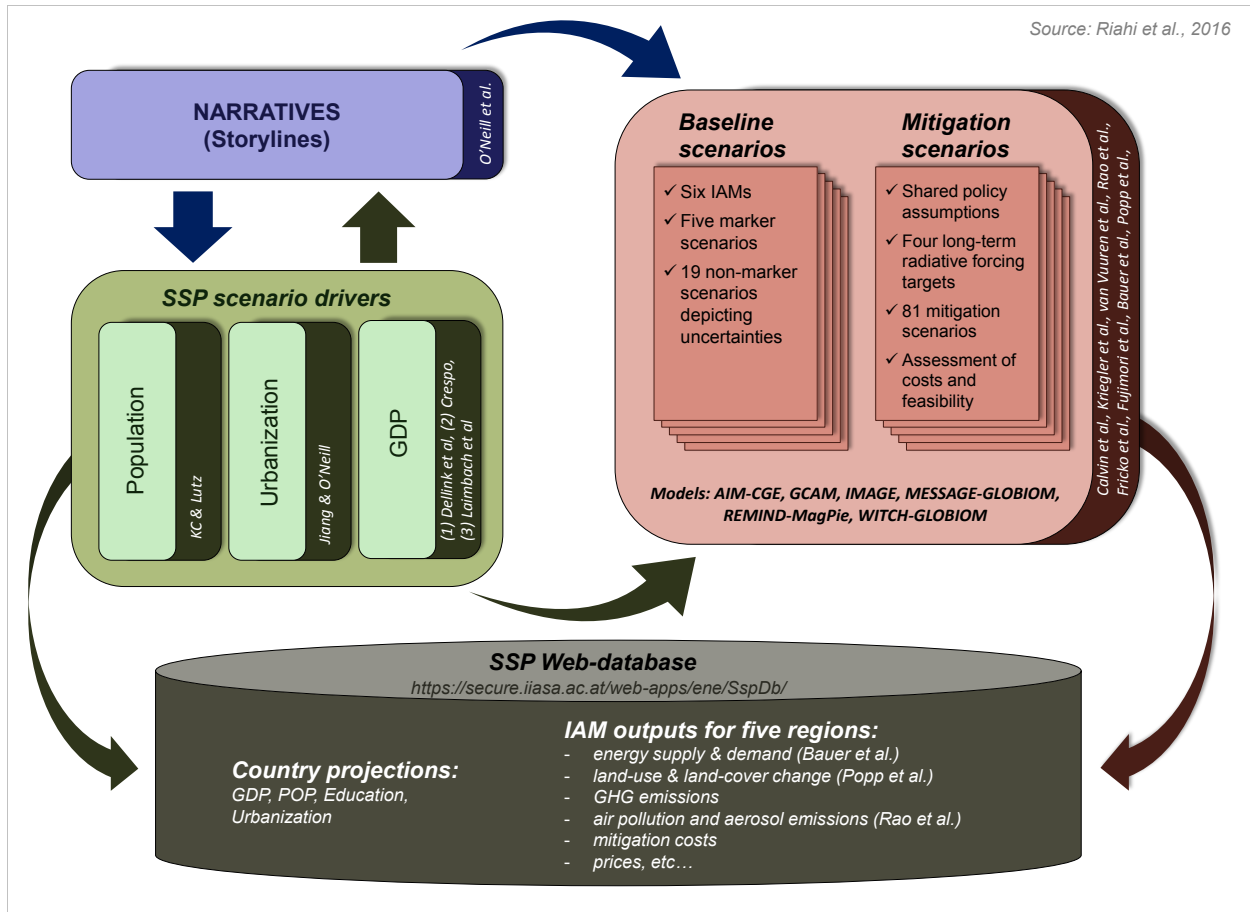 Source: Riahi et al., 2016
NARRATIVES
(Storylines)
O'Neill et al.
SSP scenario drivers
Population
KC & Lutz
Urbanization
Jiang & O'Neill
GDP
(1) Dellink et al, (2) Crespo,
(3) Laimbach et al
Baseline
scenarios
✓ Six IAMs
✓ Five marker
scenarios
✓ 19 non-marker
scenarios
depicting
uncertainties
Mitigation
scenarios
✓ Shared policy
assumptions
✓ Four long-term
radiative forcing
targets
✓ 81 mitigation
scenarios
✓ Assessment of
costs and
feasibility
Models: AIM-CGE, GCAM, IMAGE, MESSAGE-GLOBIOM,
REMIND-MagPie, WITCH-GLOBIOM
Calvin et al., Kriegler et al., van Vuuren et al., Rao et al.,
Fricko et al., Fujimori et al., Bauer et al., Popp et al.,
SSP Web-database
https://secure.iiasa.ac.at/web-apps/ene/SspDb/
Country projections:
GDP, POP, Education,
Urbanization
IAM outputs for five regions:
- energy supply & demand (Bauer et al.)
- land-use & land-cover change (Popp et al.)
- GHG emissions
- air pollution and aerosol emissions (Rao et al.)
- mitigation costs
- prices, etc…